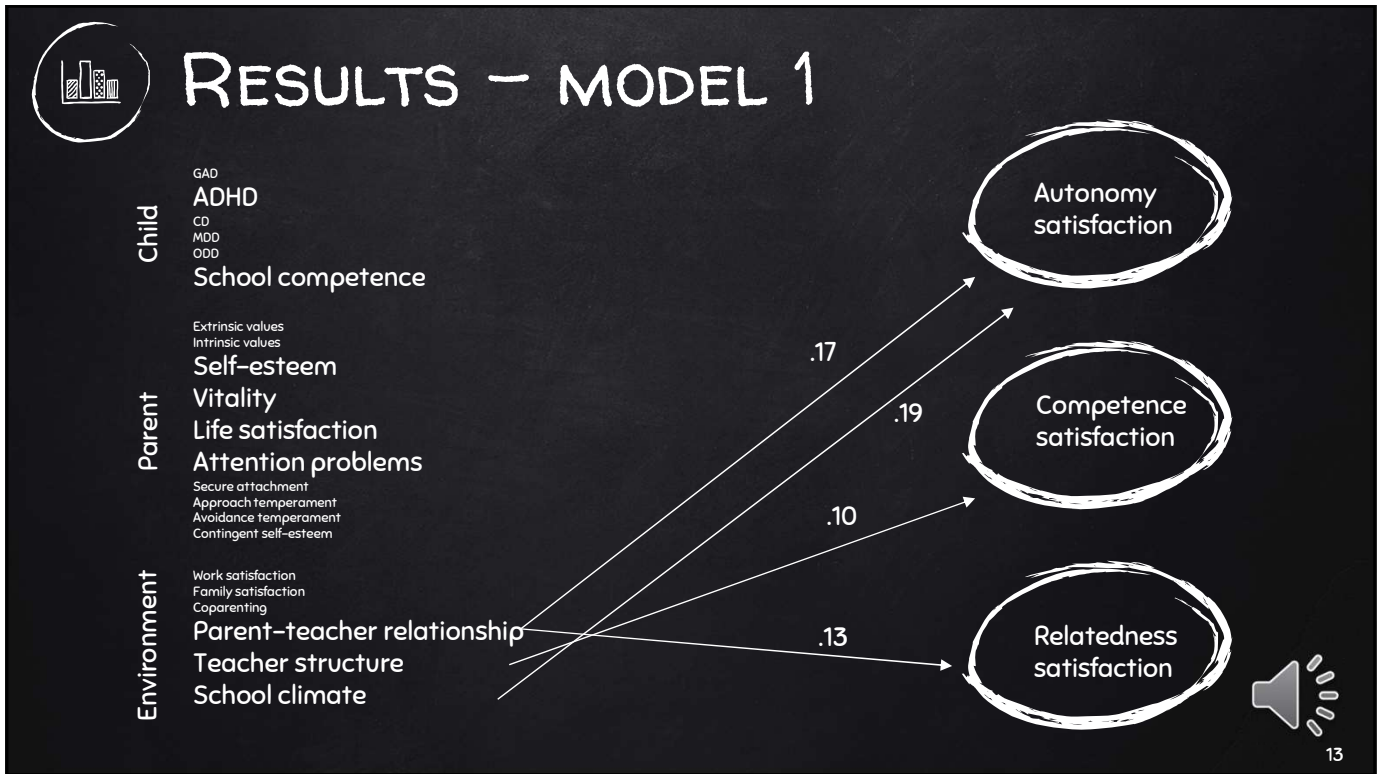 RESULTS – MODEL 1
Child
GAD
ADHD
CD
MDD
ODD
School competence
Parent
Extrinsic values
Intrinsic values
Self-esteem
Vitality
Life satisfaction
Attention problems
Secure attachment
Approach temperament
Avoidance temperament
Contingent self-esteem
Environment
Work satisfaction
Family satisfaction
Coparenting
Parent-teacher relationship
Teacher structure
School climate
.17
.19
.10
.13
Autonomy
satisfaction
Competence
satisfaction
Relatedness
satisfaction
13